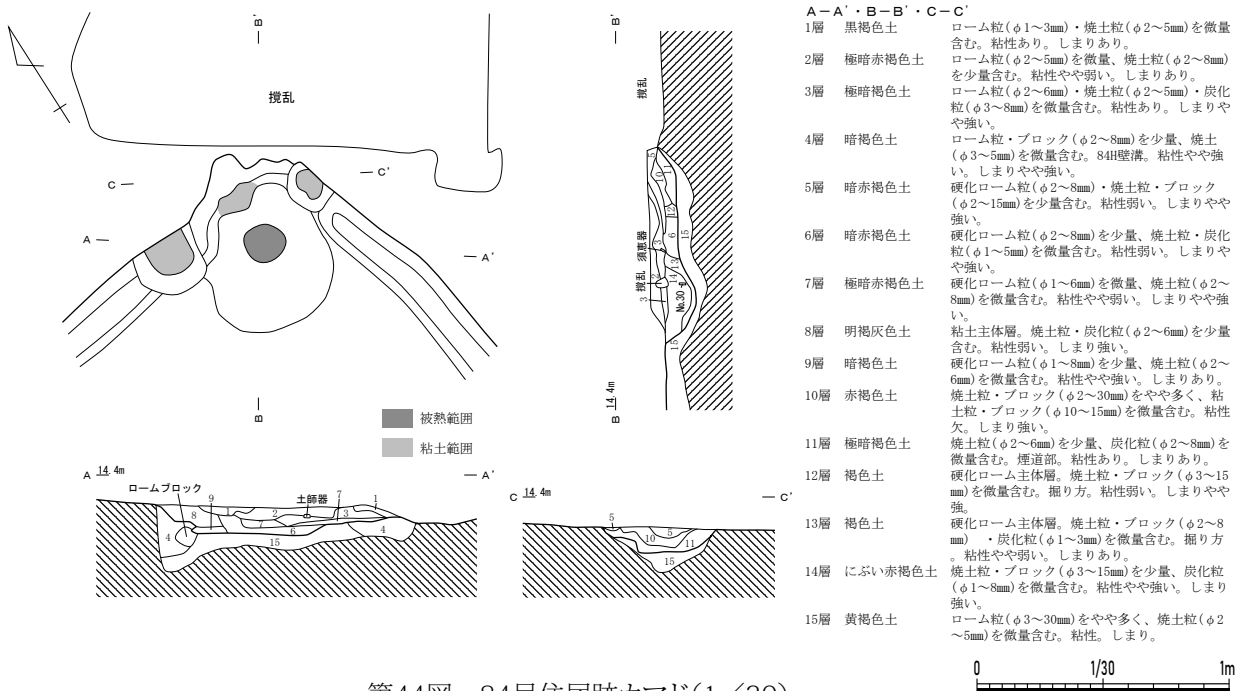 B'
B'
撹乱
撹乱
C
C'
A
A'
5
11
10
12
6
15
3
須恵器
13
2
14
撹乱
3
No.30
15
B
B
14.4m
被熱範囲
粘土範囲
A 14.4m
A'
ロームブロック
土師器
9
7
1
8
1
2
3
7
6
4
4
15
C 14.4m
C'
5
5
10
11
15
A-A'・B-B'・C-C'
1層 黒褐色土 ローム粒(φ1~3㎜)・焼土粒(φ2~5㎜)を微量
含む。粘性あり。しまりあり。
2層 極暗赤褐色土 ローム粒(φ2~5㎜)を微量、焼土粒(φ2~8㎜)
を少量含む。粘性やや弱い。しまりあり。
3層 極暗褐色土 ローム粒(φ2~6㎜)・焼土粒(φ2~5㎜)・炭化
粒(φ3~8㎜)を微量含む。粘性あり。しまりや
や強い。
4層 暗褐色土 ローム粒・ブロック(φ2~8㎜)を少量、焼土
(φ3~5㎜)を微量含む。84H壁溝。粘性やや強
い。しまりやや強い。
5層 暗赤褐色土 硬化ローム粒(φ2~8㎜)・焼土粒・ブロック
(φ2~15㎜)を少量含む。粘性弱い。しまりやや
強い。
6層 暗赤褐色土 硬化ローム粒(φ2~8㎜)を少量、焼土粒・炭化
粒(φ1~5㎜)を微量含む。粘性弱い。しまりや
や強い。
7層 極暗赤褐色土 硬化ローム粒(φ1~6㎜)を微量、焼土粒(φ2~
8㎜)を微量含む。粘性やや弱い。しまりやや強
い。
8層 明褐灰色土 粘土主体層。焼土粒・炭化粒(φ2~6㎜)を少量
含む。粘性弱い。しまり強い。
9層 暗褐色土 硬化ローム粒(φ1~8㎜)を少量、焼土粒(φ2~
6㎜)を微量含む。粘性やや強い。しまりあり。
10層 赤褐色土 焼土粒・ブロック(φ2~30㎜)をやや多く、粘
土粒・ブロック(φ10~15㎜)を微量含む。粘性
欠。しまり強い。
11層 極暗褐色土 焼土粒(φ2~6㎜)を少量、炭化粒(φ2~8㎜)を
微量含む。煙道部。粘性あり。しまりあり。
12層 褐色土 硬化ローム主体層。焼土粒・ブロック(φ3~15
㎜)を微量含む。掘り方。粘性弱い。しまりやや
強。
13層 褐色土 硬化ローム主体層。焼土粒・ブロック(φ2~8
㎜) ・炭化粒(φ1~3㎜)を微量含む。掘り方
。粘性やや弱い。しまりあり。
14層 にぶい赤褐色土 焼土粒・ブロック(φ3~15㎜)を少量、炭化粒
(φ1~8㎜)を微量含む。粘性やや強い。しまり
強い。
15層 黄褐色土 ローム粒(φ3~30㎜)をやや多く、焼土粒(φ2
~5㎜)を微量含む。粘性。しまり。
0 1/30 1m
第44図 84号住居跡カマド(1/30)